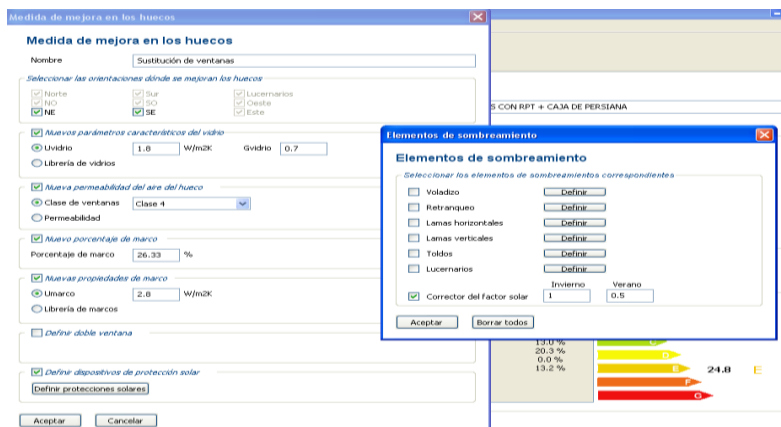 Medida de mejora en los huecos
Medida de mejora en los huecos
Nombre
Sustitución de ventanas
Seleccionar las orientaciones dónde se mejoran los huecos
Norte
Sur
Lucernarios
NO
SO
Oeste
NE
SE
Este
Nuevos parámetros característicos del vidrio
Uvidrio
1.8
W/m2K
Gvidrio
0.7
Librería de vidrios
Nueva permeabilidad del aire del hueco
Clase de ventanas
Clase 4
Permeabilidad
Nuevo porcentaje de marco
Porcentaje de marco
26.33
%
Nuevas propiedades de marco
Umarco
2.8
W/m2K
Librería de marcos
Definir doble ventana
Definir dispositivos de protección solar
Definir protecciones solares
Aceptar
Cancelar
S CON RPT + CAJA DE PERSIANA
Elementos de sombreamiento
Elementos de sombreamiento
Seleccionar los elementos de sombreamientos correspondientes
Voladizo
Definir
Retranqueo
Definir
Lamas horizontales
Definir
Lamas verticales
Definir
Toldos
Definir
Lucernarios
Definir
Invierno
Verano
Corrector del factor solar
1
0.5
Aceptar
Borrar todos
13.0 %
20.3 %
0.0 %
13.2 %
C
D
E
F
G
24.8
E